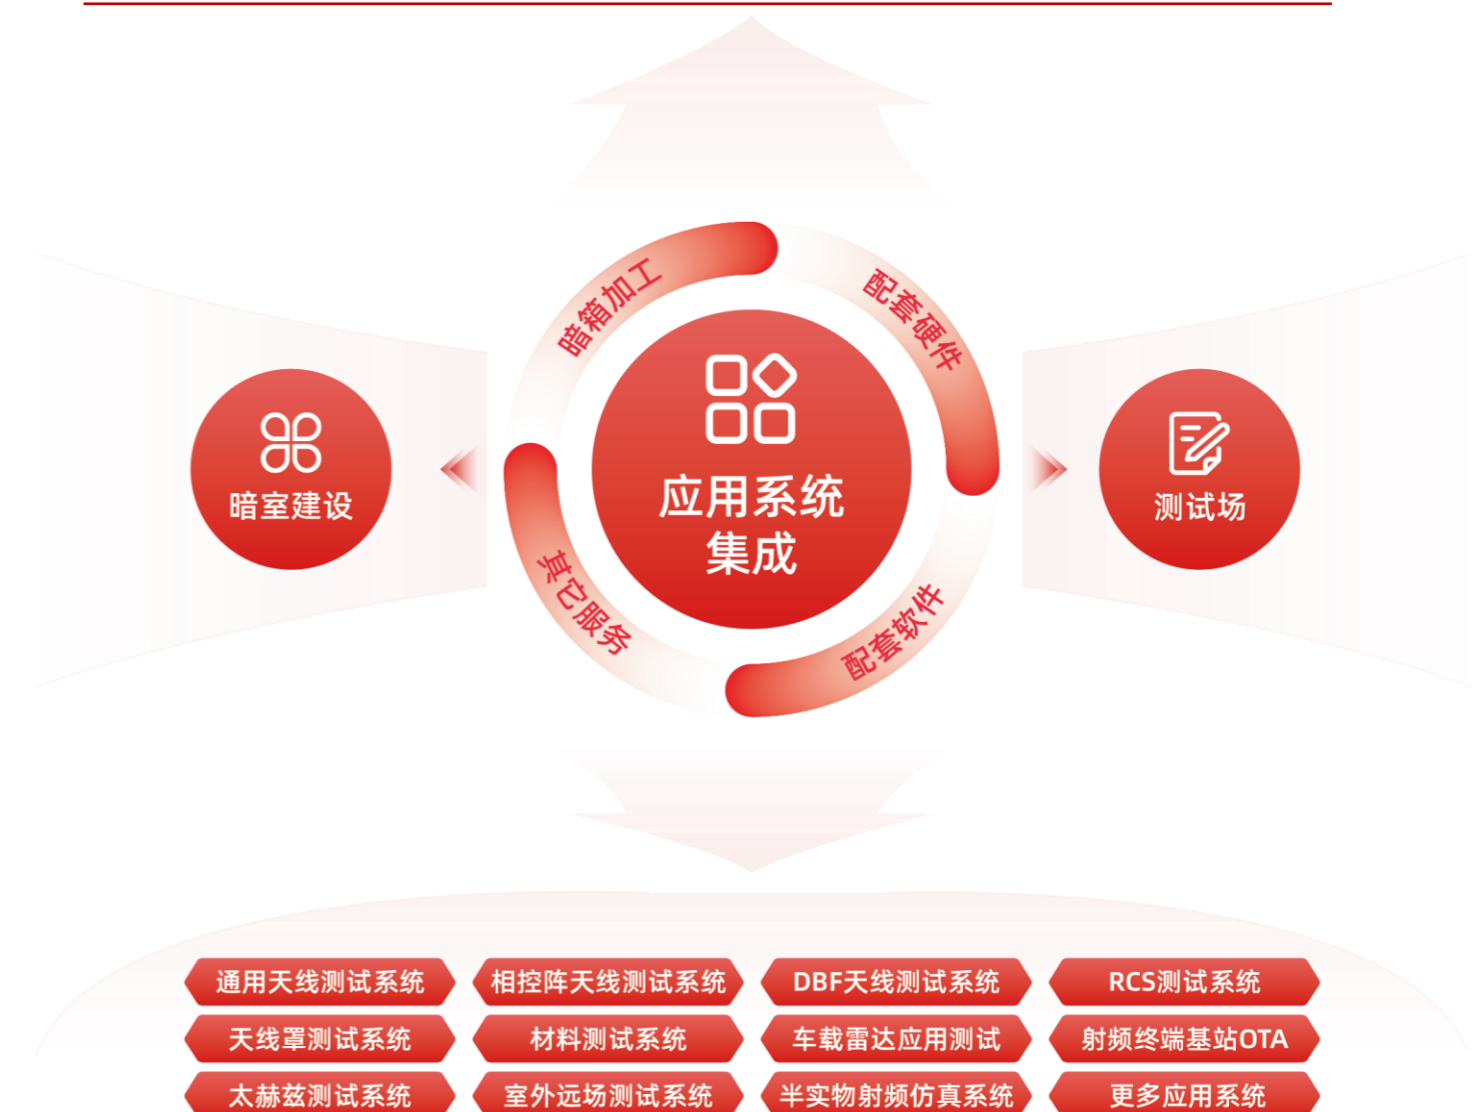 暗箱加工
配套硬件
暗室建设
应用系统
集成
测试场
其它服务
配套软件
通用天线测试系统
相控阵天线测试系统
DBF天线测试系统
RCS测试系统
天线罩测试系统
材料测试系统
车载雷达应用测试
射频终端基站OTA
太赫兹测试系统
室外远场测试系统
半实物射频仿真系统
更多应用系统